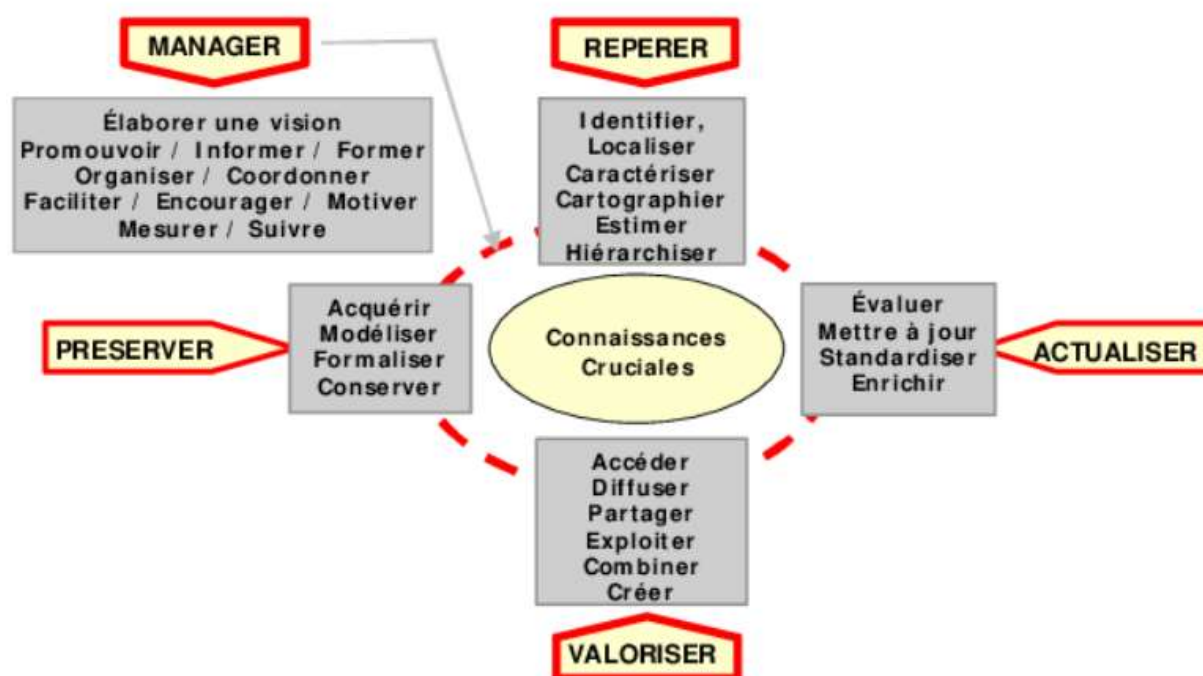 MANAGER
Élaborer une vision
Promouvoir / Informer / Former
Organiser / Coordonner
Faciliter / Encourager / Motiver
Mesurer / Suivre
REPERER
Identifier,
Localiser
Caractériser
Cartographier
Estimer
Hiérarchiser
PRESERVER
Acquérir
Modéliser
Formaliser
Conserver
Connaissances
Cruciales
Évaluer
Mettre à jour
Standardiser
Enrichir
ACTUALISER
Accéder
Diffuser
Partager
Exploiter
Combiner
Créer
VALORISER